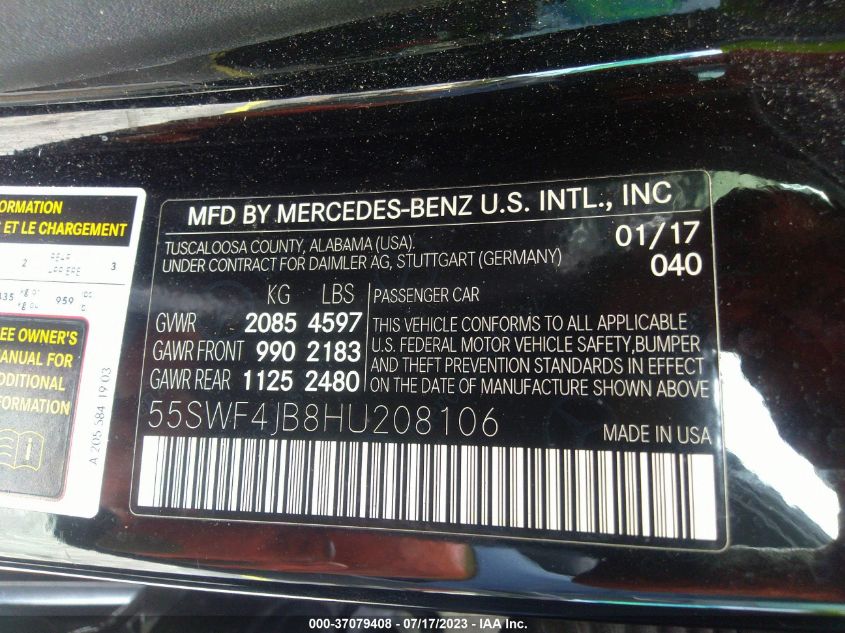 ORMATION
ET LE CHARGEMENT
2 3
959
EE OWNER'S
ANUAL FOR
DDITIONAL
FORMATION
A 205 584 19 03
MFD BY MERCEDES-BENZ U.S. INTL., INC
TUSCALOOSA COUNTY, ALABAMA (USA).
UNDER CONTRACT FOR DAIMLER AG, STUTTGART (GERMANY)
01/17
040
KG LBS
GVWR 2085 4597
GAWR FRONT 990 2183
GAWR REAR 1125 2480
PASSENGER CAR
THIS VEHICLE CONFORMS TO ALL APPLICABLE
U.S. FEDERAL MOTOR VEHICLE SAFETY,BUMPER
AND THEFT PREVENTION STANDARDS IN EFFECT
ON THE DATE OF MANUFACTURE SHOWN ABOVE
55SWF4JB8HU208106
MADE IN USA
000-37079408 - 07/17/2023 - IAA Inc.